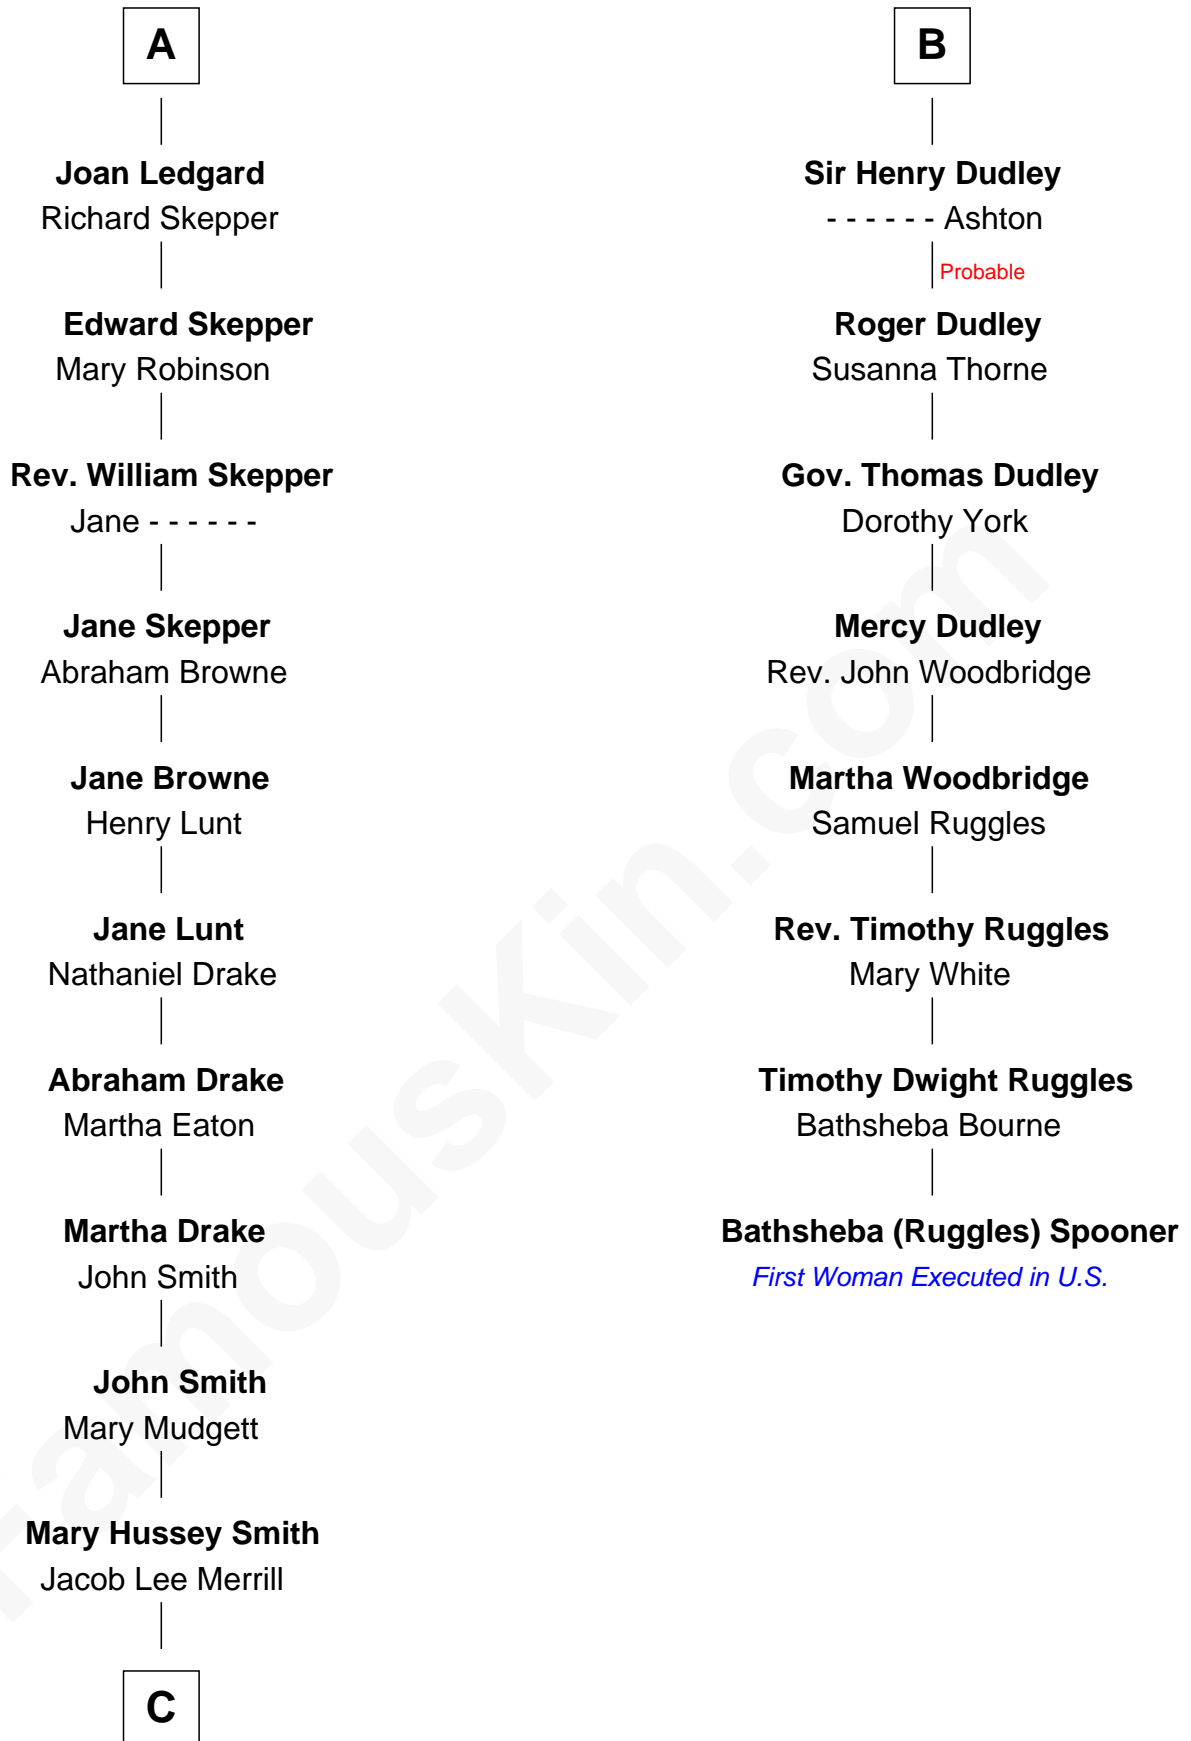 A
Joan Ledgard
Richard Skepper
Edward Skepper
Mary Robinson
Rev. William Skepper
Jane - - - - - -
Jane Skepper
Abraham Browne
Jane Browne
Henry Lunt
Jane Lunt
Nathaniel Drake
Abraham Drake
Martha Eaton
Martha Drake
John Smith
John Smith
Mary Mudgett
Mary Hussey Smith
Jacob Lee Merrill
C
B
Sir Henry Dudley
- - - - - - Ashton
Probable
Roger Dudley
Susanna Thorne
Gov. Thomas Dudley
Dorothy York
Mercy Dudley
Rev. John Woodbridge
Martha Woodbridge
Samuel Ruggles
Rev. Timothy Ruggles
Mary White
Timothy Dwight Ruggles
Bathsheba Bourne
Bathsheba (Ruggles) Spooner
First Woman Executed in U.S.
FamousKin.com